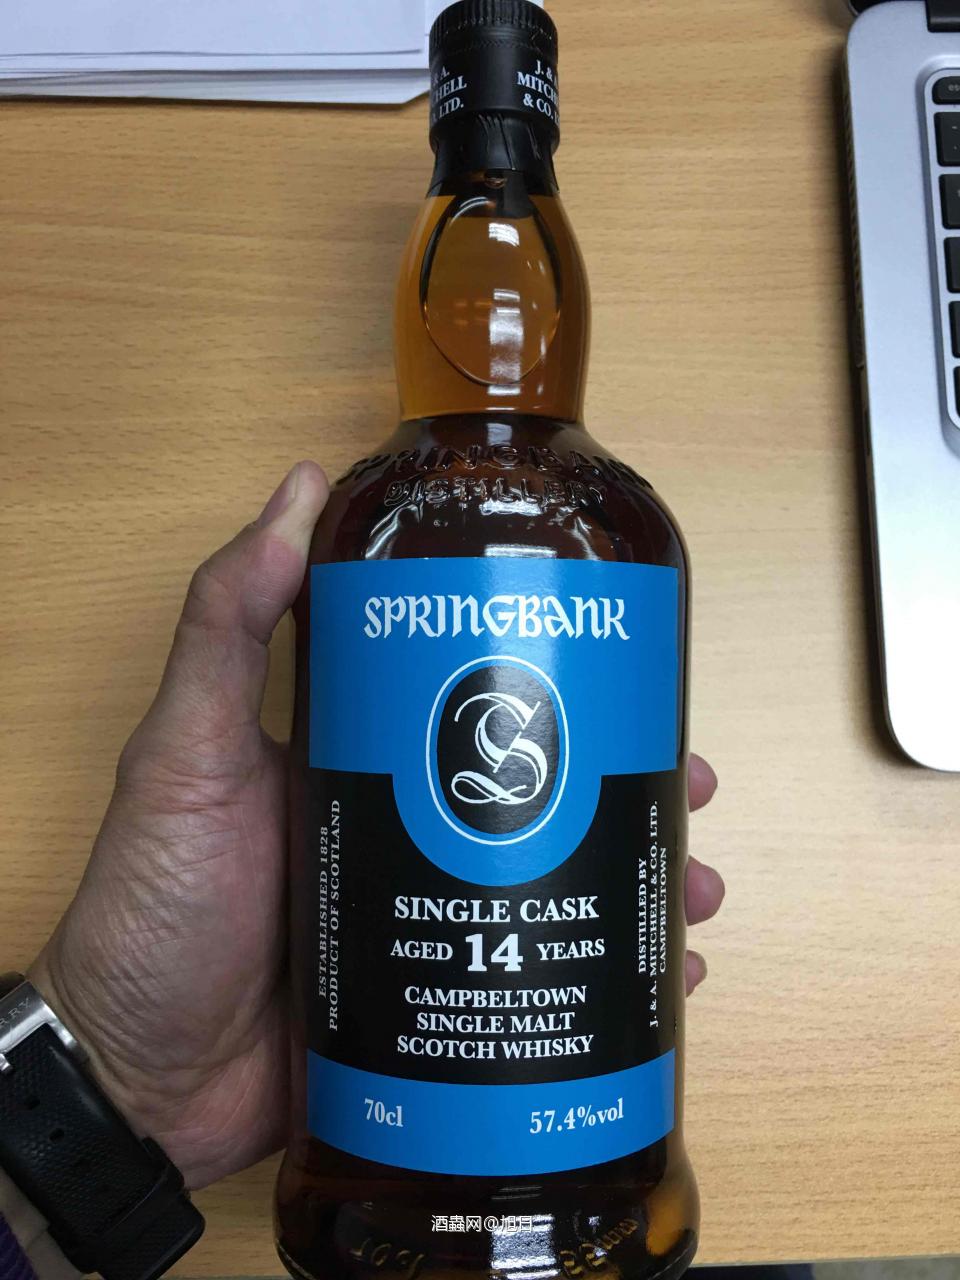 J. & A.
MITCHELL
& CO. LTD.
SPRINGBANK
DISTILLERY
SPRINGBANK
S
ESTABLISHED 1828
PRODUCT OF SCOTLAND
DISTILLED BY
J. & A. MITCHELL & CO. LTD.
CAMPBELTOWN
SINGLE CASK
AGED 14 YEARS
CAMPBELTOWN
SINGLE MALT
SCOTCH WHISKY
70cl 57.4%vol
酒蟲网@旭日